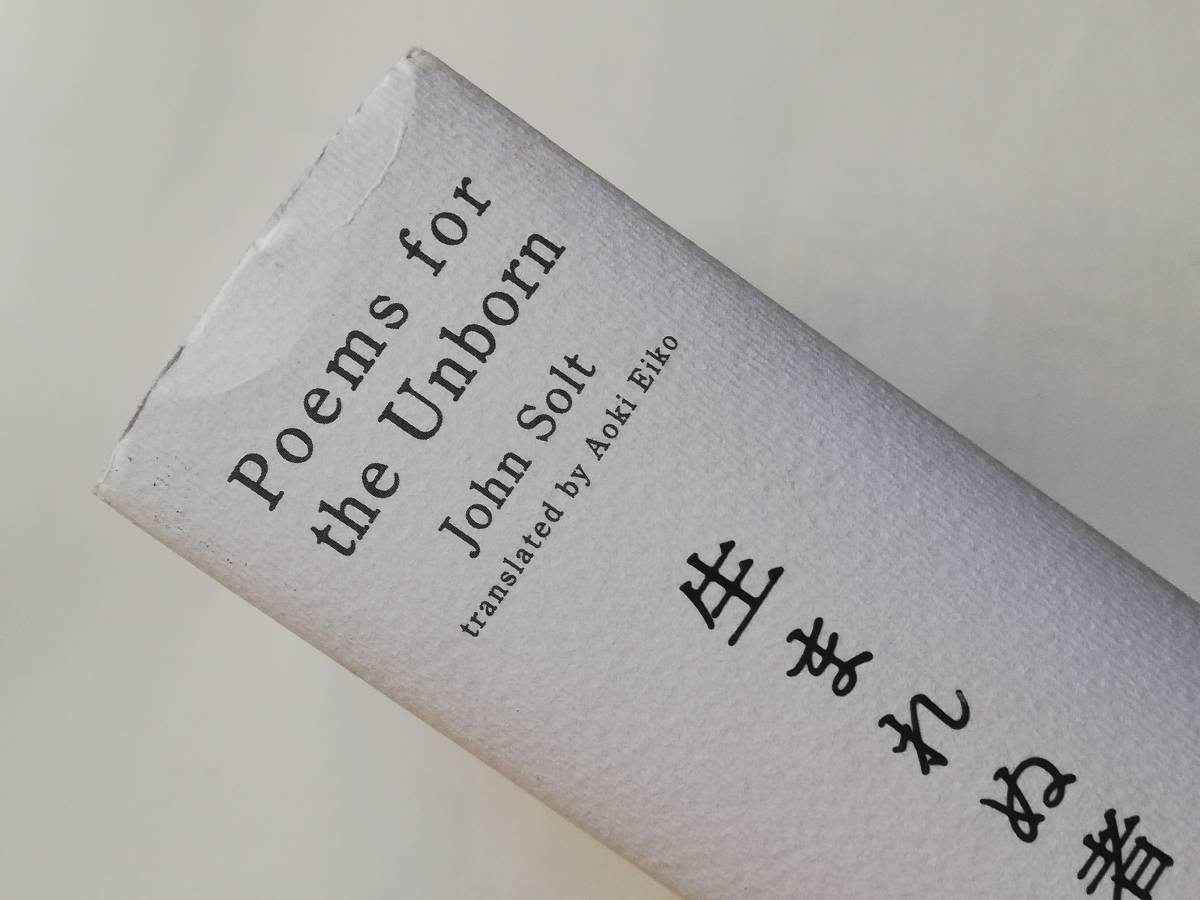 Poems for
the Unborn
John Solt
translated by Aoki Eiko
生まれぬ者